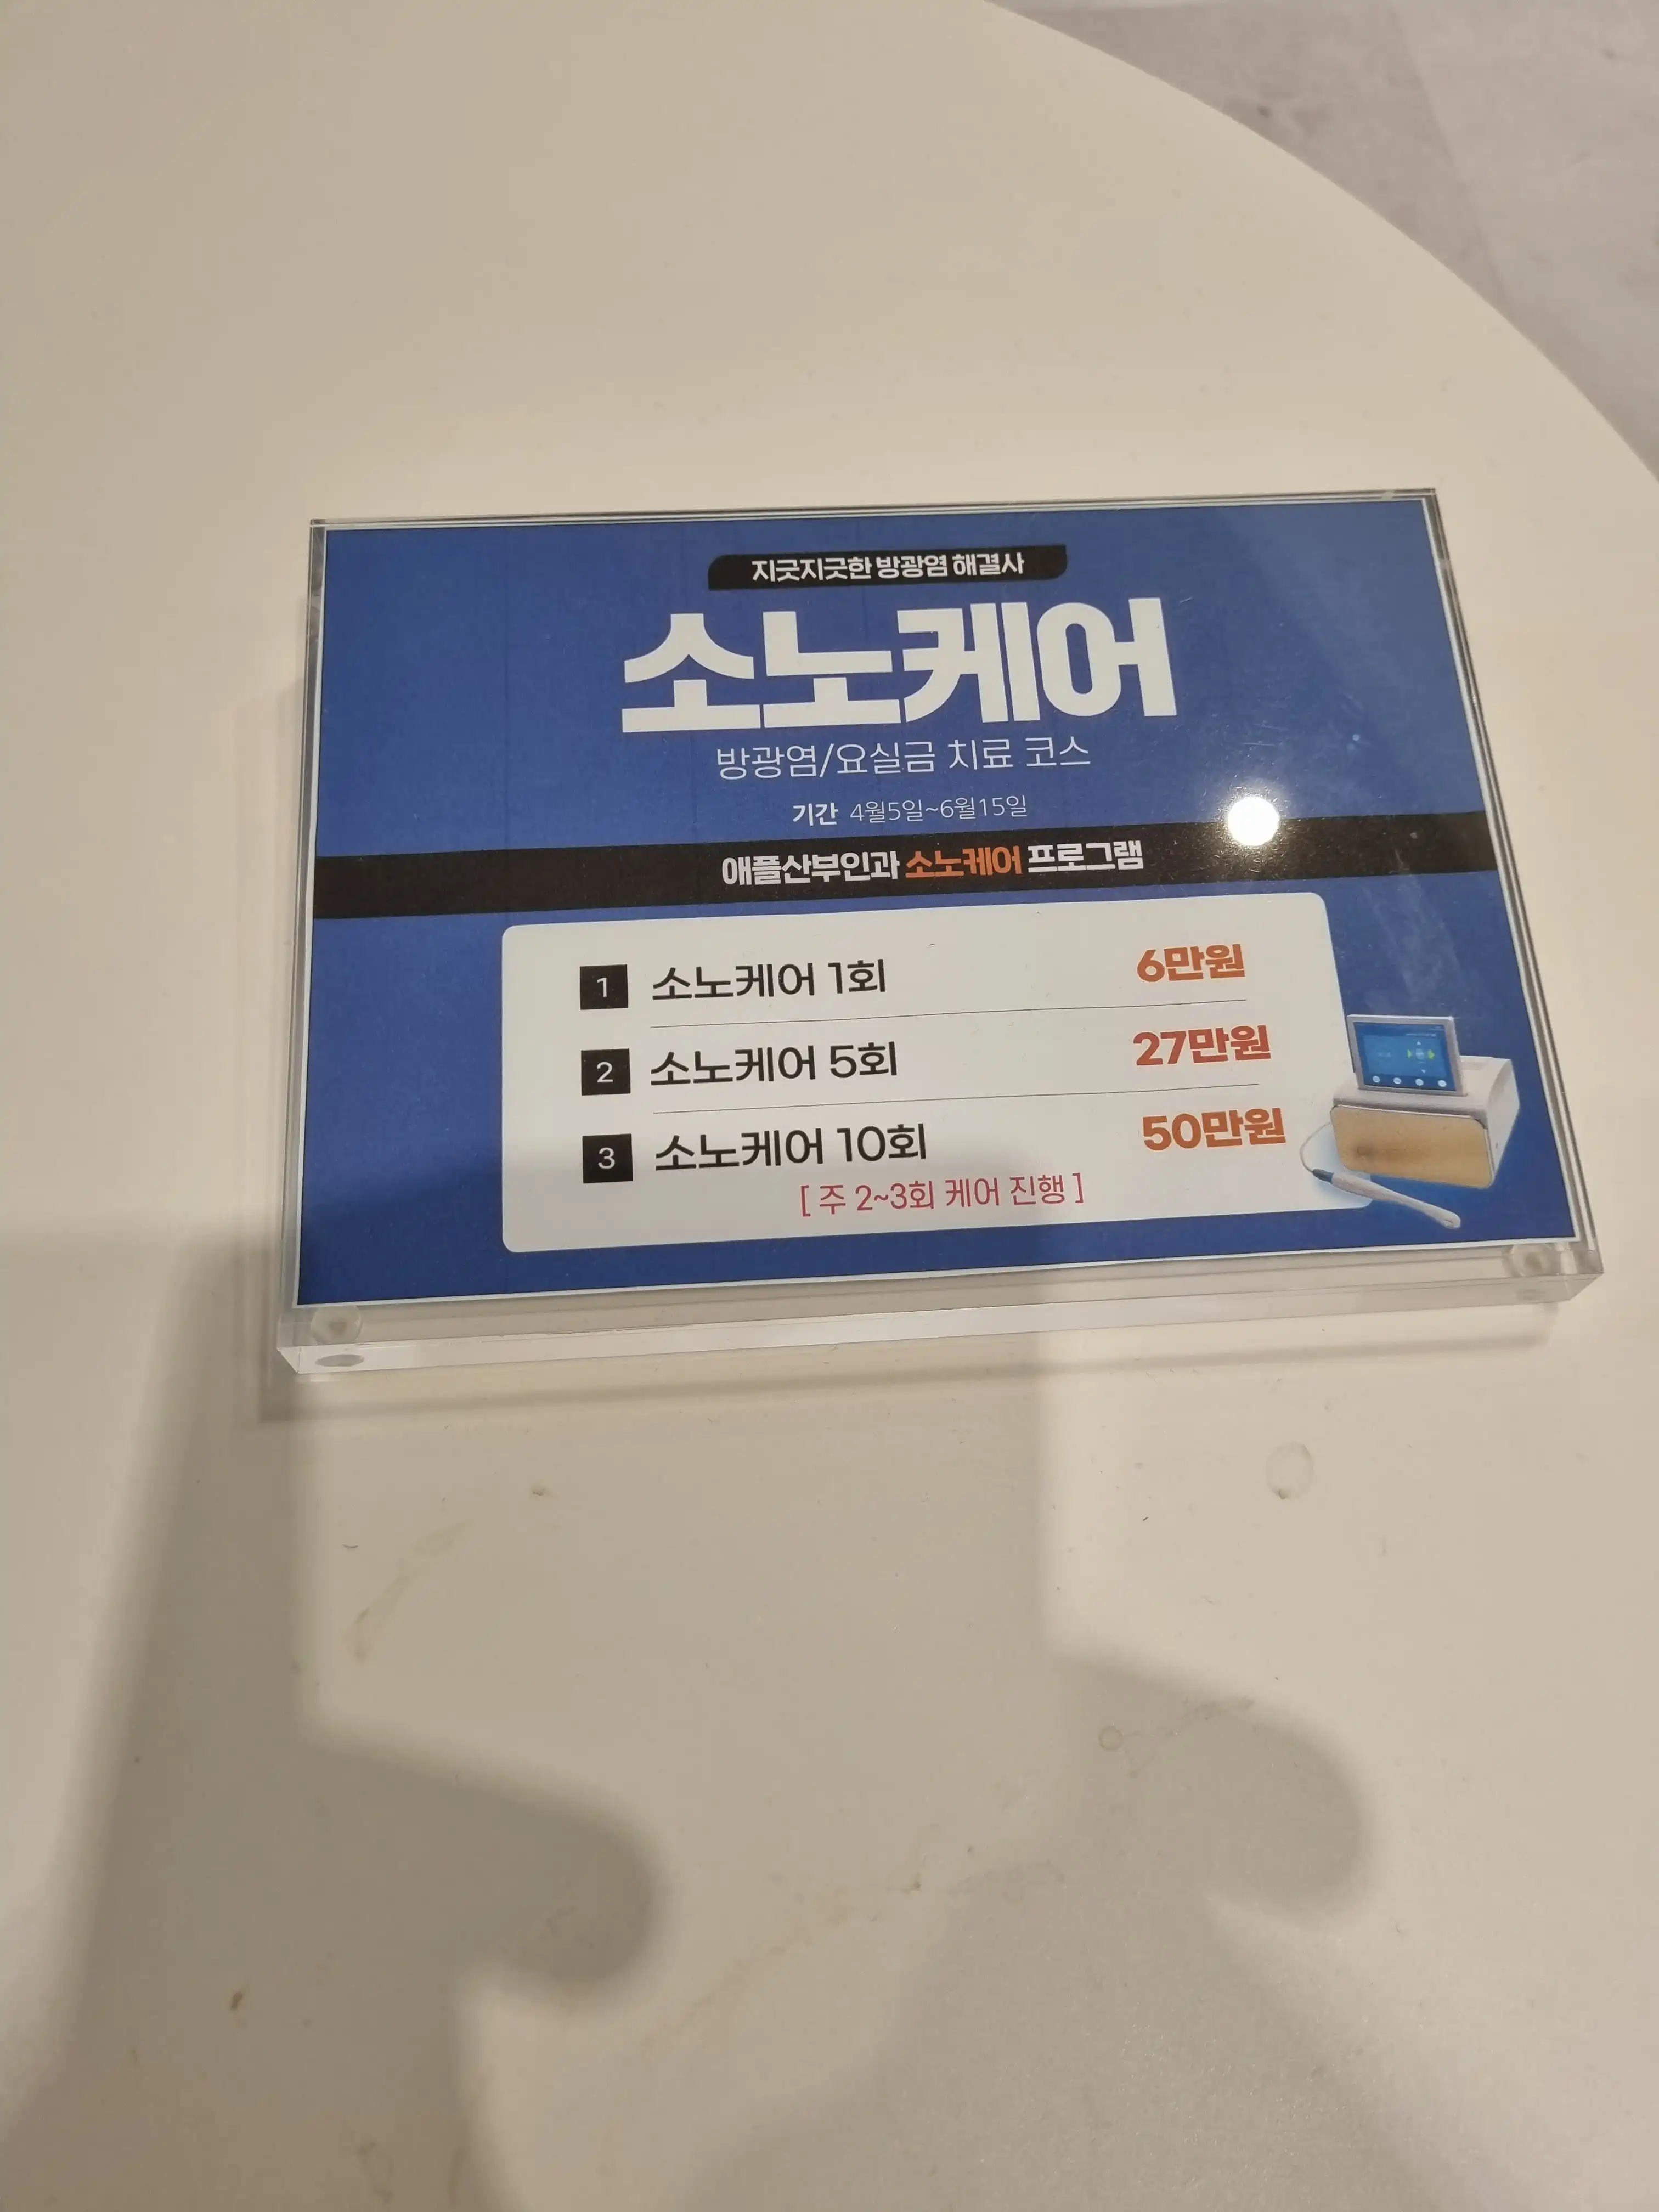 지긋지긋한 방광염 해결사
소노케어
방광염/요실금 치료 코스
기간 4월5일~6월15일
애플산부인과 소노케어 프로그램
1 소노케어 1회 6만원
2 소노케어 5회 27만원
3 소노케어 10회 50만원
[ 주 2~3회 케어 진행 ]